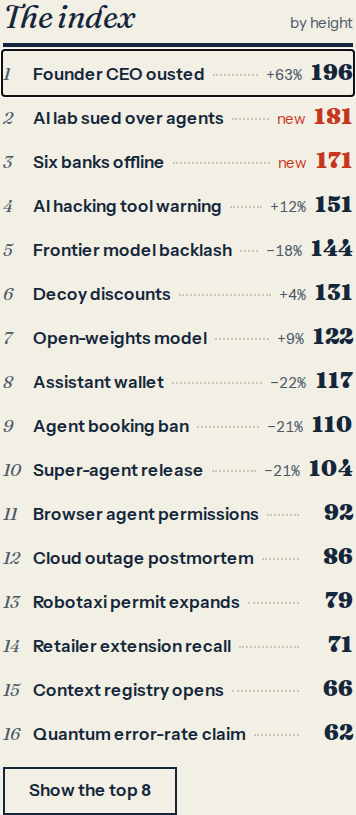 The index by height
1 Founder CEO ousted +63% 196
2 AI lab sued over agents new 181
3 Six banks offline new 171
4 AI hacking tool warning +12% 151
5 Frontier model backlash −18% 144
6 Decoy discounts +4% 131
7 Open-weights model +9% 122
8 Assistant wallet −22% 117
9 Agent booking ban −21% 110
10 Super-agent release −21% 104
11 Browser agent permissions 92
12 Cloud outage postmortem 86
13 Robotaxi permit expands 79
14 Retailer extension recall 71
15 Context registry opens 66
16 Quantum error-rate claim 62
Show the top 8